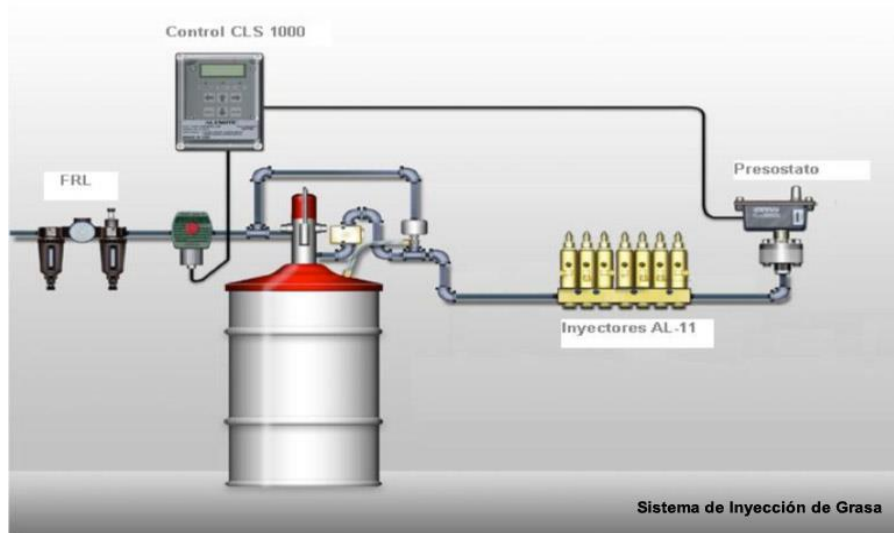 Control CLS 1000
FRL
Presostato
Inyectores AL-11
Sistema de Inyección de Grasa